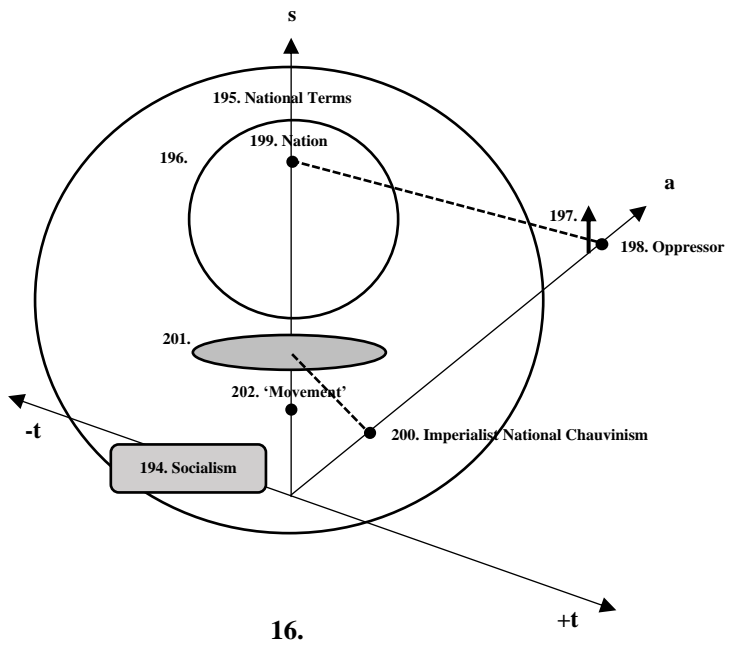 s
195. National Terms
199. Nation
196.
a
197.
198. Oppressor
201.
202. ‘Movement’
200. Imperialist National Chauvinism
-t
194. Socialism
+t
16.